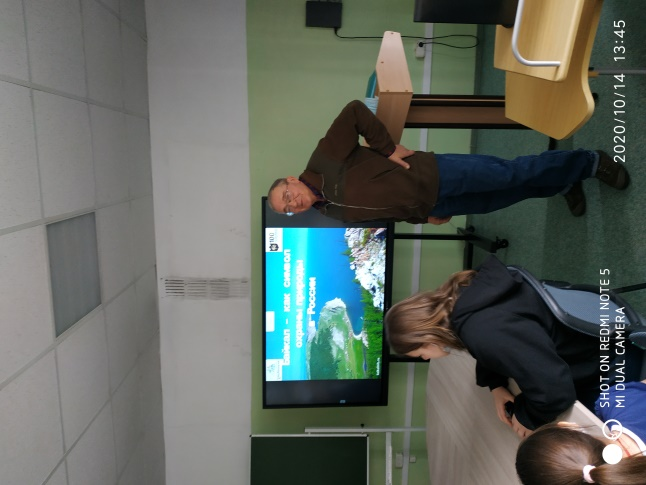 Байкал – как символ
охраны природы
в России
SHOT ON REDMI NOTE 5
MI DUAL CAMERA
2020/10/14 13:45